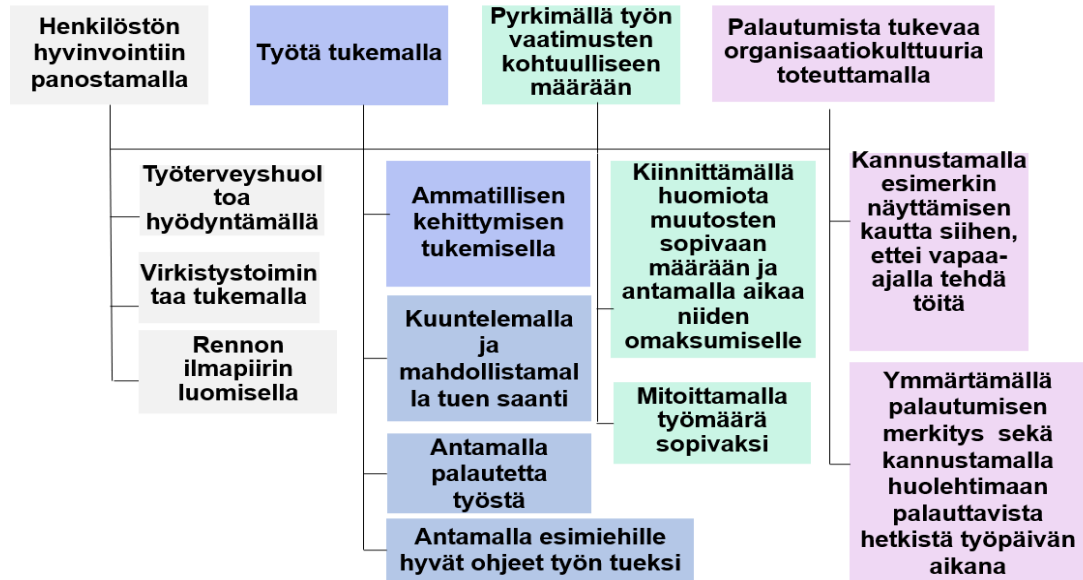 Henkilöstön
hyvinvointiin
panostamalla
Työtä tukemalla
Pyrkimällä työn
vaatimusten
kohtuulliseen
määrään
Palautumista tukevaa
organisaatiokulttuuria
toteuttamalla
Työterveyshuol
toa
hyödyntämällä
Virkistystoimin
taa tukemalla
Rennon
ilmapiirin
luomisella
Ammatillisen
kehittymisen
tukemisella
Kuuntelemalla
ja
mahdollistamal
la tuen saanti
Antamalla
palautetta
työstä
Antamalla esimiehille
hyvät ohjeet työn tueksi
Kiinnittämällä
huomiota
muutosten
sopivaan
määrään ja
antamalla aikaa
niiden
omaksumiselle
Mitoittamalla
työmäärä
sopivaksi
Kannustamalla
esimerkin
näyttämisen
kautta siihen,
ettei vapaa-
ajalla tehdä
töitä
Ymmärtämällä
palautumisen
merkitys sekä
kannustamalla
huolehtimaan
palauttavista
hetkistä työpäivän
aikana